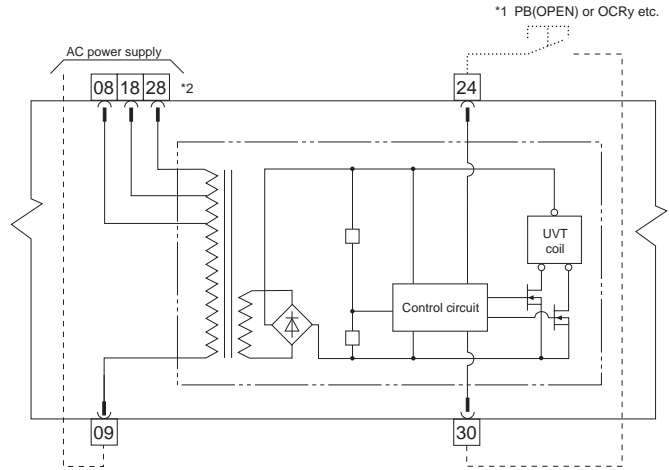 *1 PB(OPEN) or OCRy etc.
AC power supply
08 18 28 *2
24
UVT
coil
Control circuit
09
30